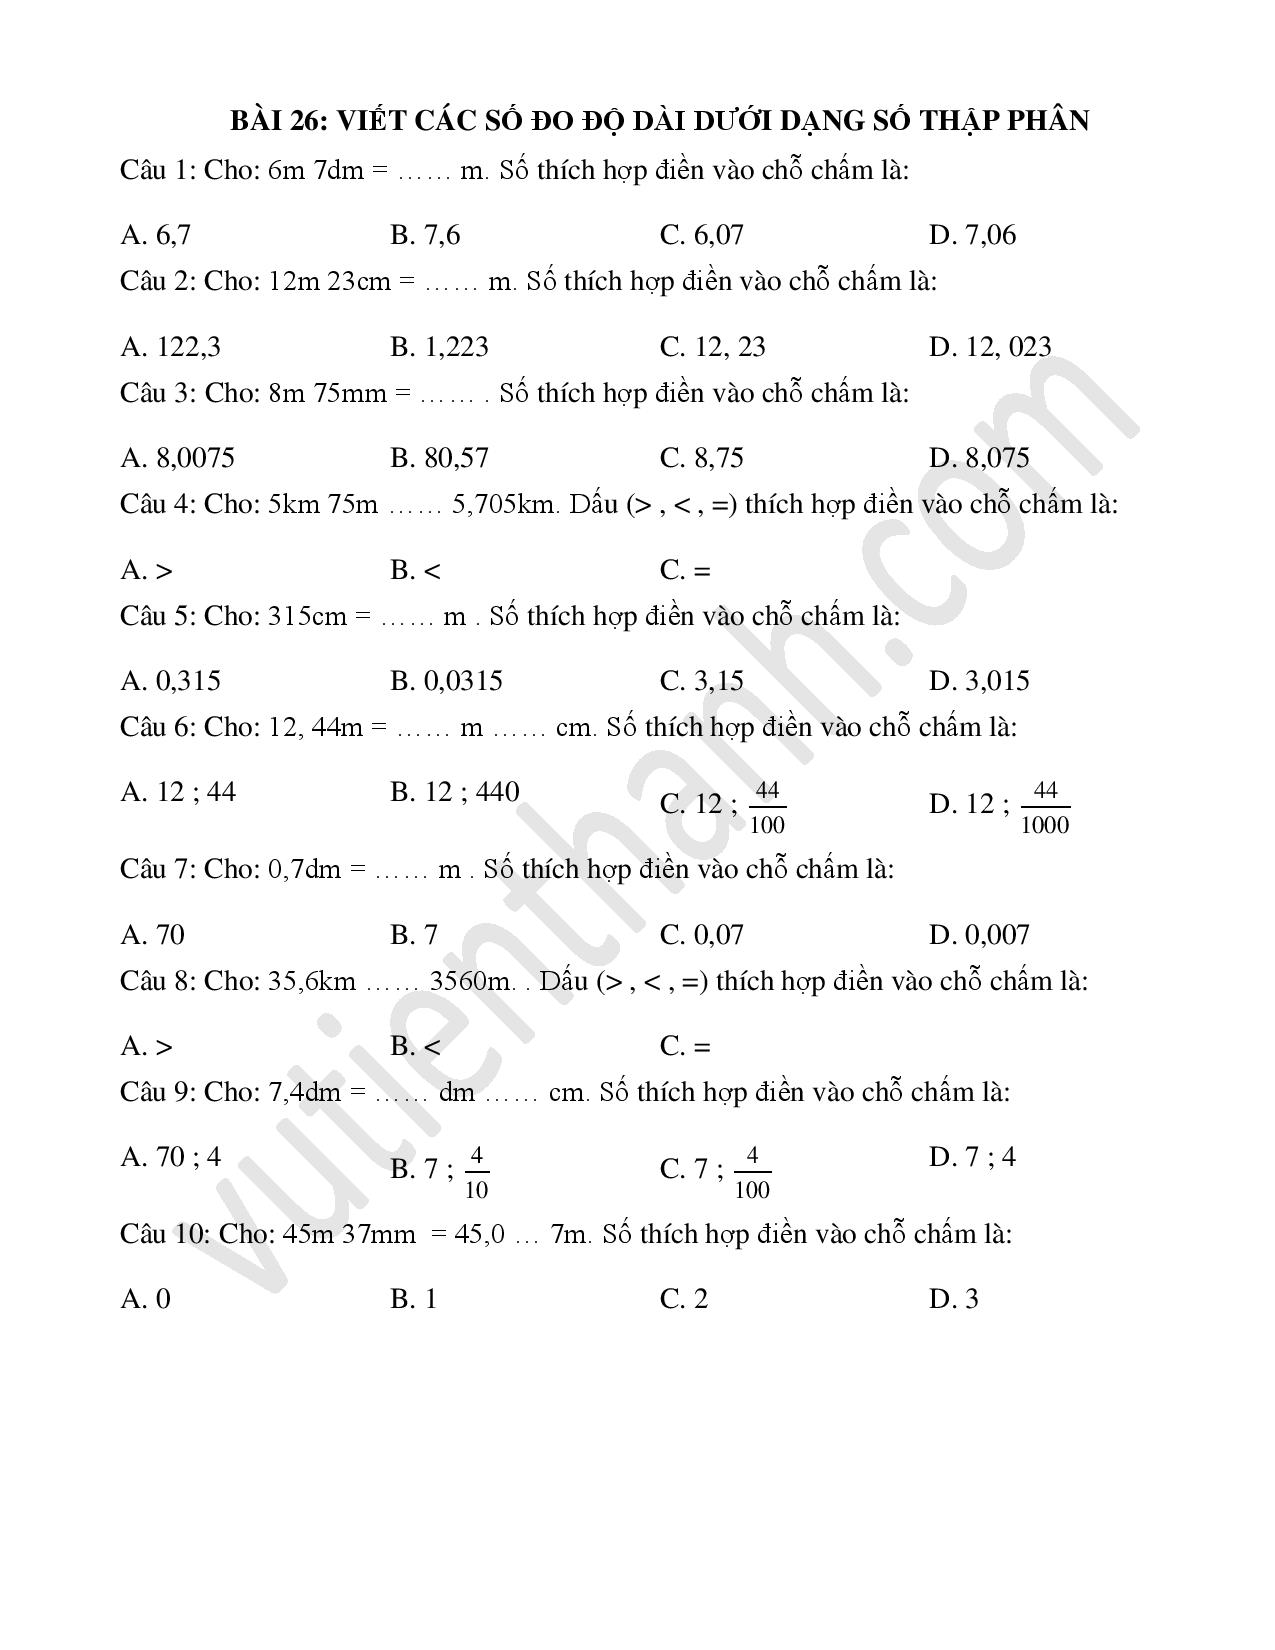 BÀI 26: VIẾT CÁC SỐ ĐO ĐỘ DÀI DƯỚI DẠNG SỐ THẬP PHÂN
Câu 1: Cho: 6m 7dm = …… m. Số thích hợp điền vào chỗ chấm là:
A. 6,7 B. 7,6 C. 6,07 D. 7,06
Câu 2: Cho: 12m 23cm = …… m. Số thích hợp điền vào chỗ chấm là:
A. 122,3 B. 1,223 C. 12, 23 D. 12, 023
Câu 3: Cho: 8m 75mm = …… . Số thích hợp điền vào chỗ chấm là:
A. 8,0075 B. 80,57 C. 8,75 D. 8,075
Câu 4: Cho: 5km 75m …… 5,705km. Dấu (> , < , =) thích hợp điền vào chỗ chấm là:
A. > B. < C. =
Câu 5: Cho: 315cm = …… m . Số thích hợp điền vào chỗ chấm là:
A. 0,315 B. 0,0315 C. 3,15 D. 3,015
Câu 6: Cho: 12, 44m = …… m …… cm. Số thích hợp điền vào chỗ chấm là:
A. 12 ; 44 B. 12 ; 440 C. 12 ; 44/100 D. 12 ; 44/1000
Câu 7: Cho: 0,7dm = …… m . Số thích hợp điền vào chỗ chấm là:
A. 70 B. 7 C. 0,07 D. 0,007
Câu 8: Cho: 35,6km …… 3560m. . Dấu (> , < , =) thích hợp điền vào chỗ chấm là:
A. > B. < C. =
Câu 9: Cho: 7,4dm = …… dm …… cm. Số thích hợp điền vào chỗ chấm là:
A. 70 ; 4 B. 7 ; 4/10 C. 7 ; 4/100 D. 7 ; 4
Câu 10: Cho: 45m 37mm = 45,0 … 7m. Số thích hợp điền vào chỗ chấm là:
A. 0 B. 1 C. 2 D. 3
vutienthanh.com